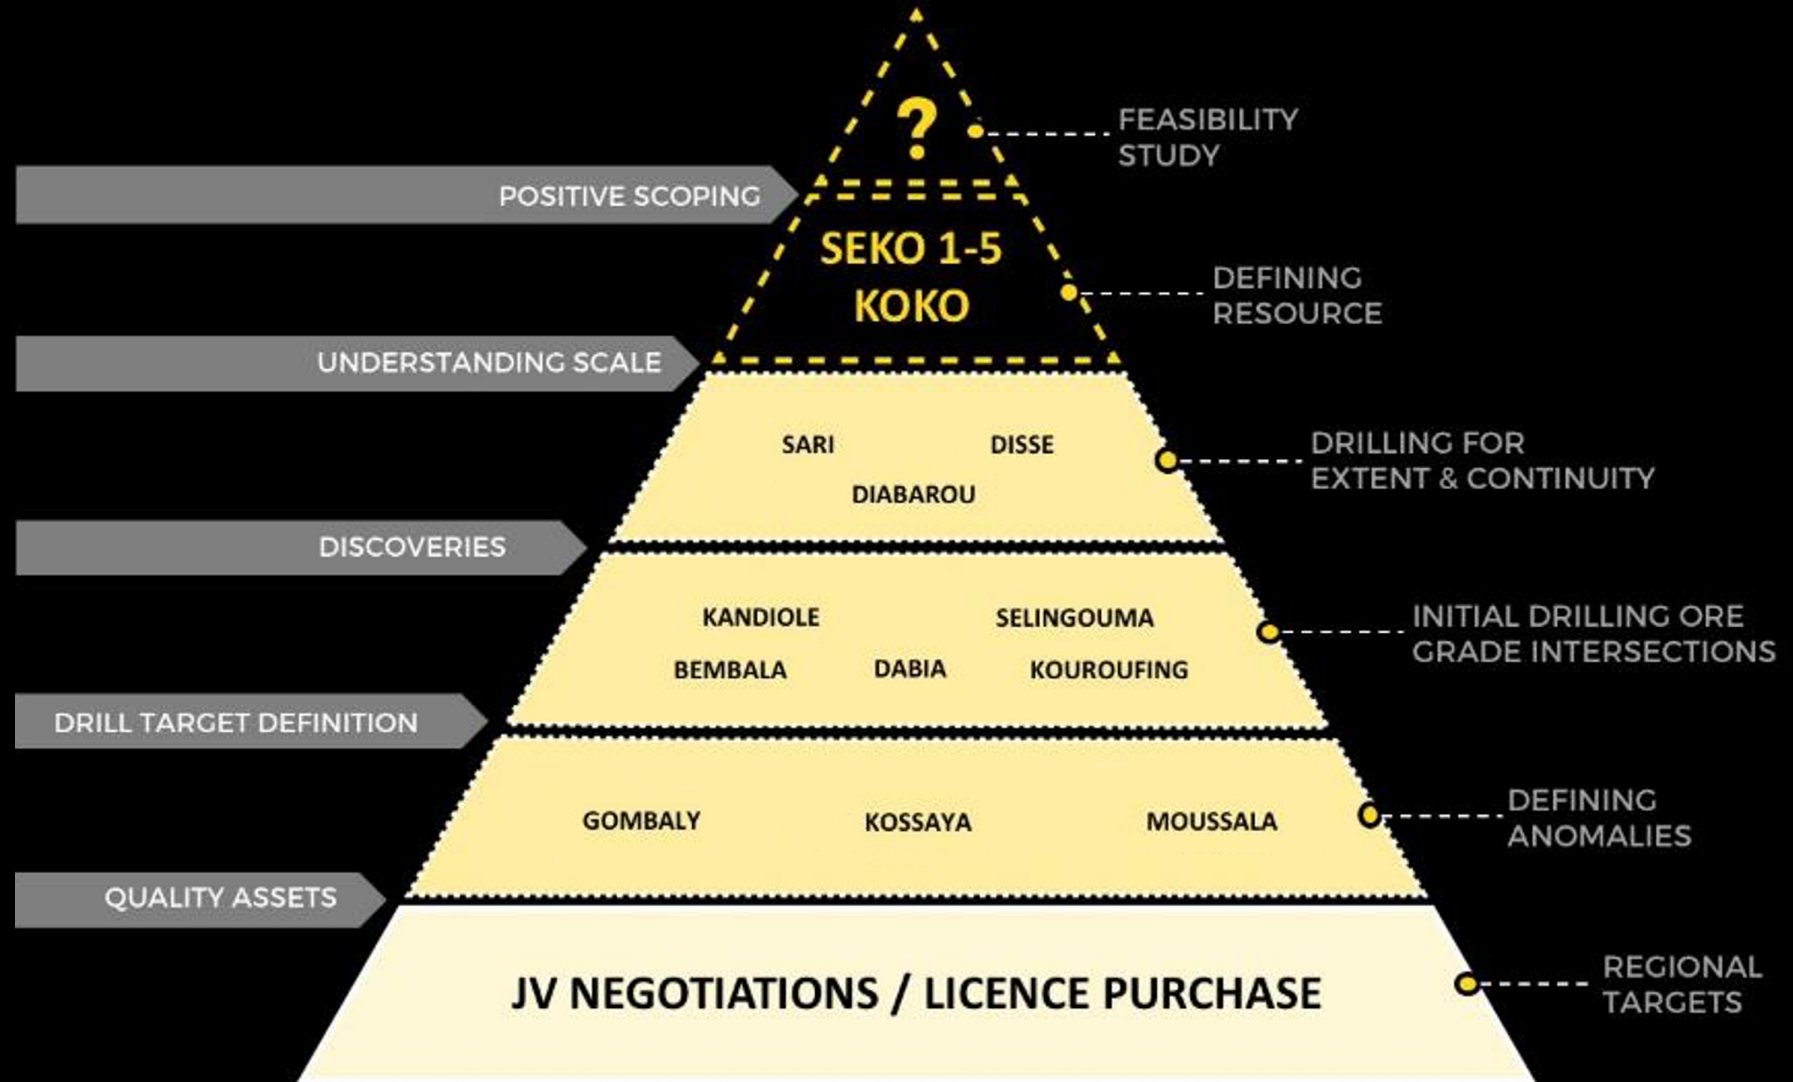 ?
FEASIBILITY
STUDY
POSITIVE SCOPING
SEKO 1-5
KOKO
DEFINING
RESOURCE
UNDERSTANDING SCALE
SARI DISSE
DIABAROU
DRILLING FOR
EXTENT & CONTINUITY
DISCOVERIES
KANDIOLE SELINGOUMA
BEMBALA DABIA KOUROUFING
INITIAL DRILLING ORE
GRADE INTERSECTIONS
DRILL TARGET DEFINITION
GOMBALY KOSSAYA MOUSSALA
DEFINING
ANOMALIES
QUALITY ASSETS
JV NEGOTIATIONS / LICENCE PURCHASE
REGIONAL
TARGETS